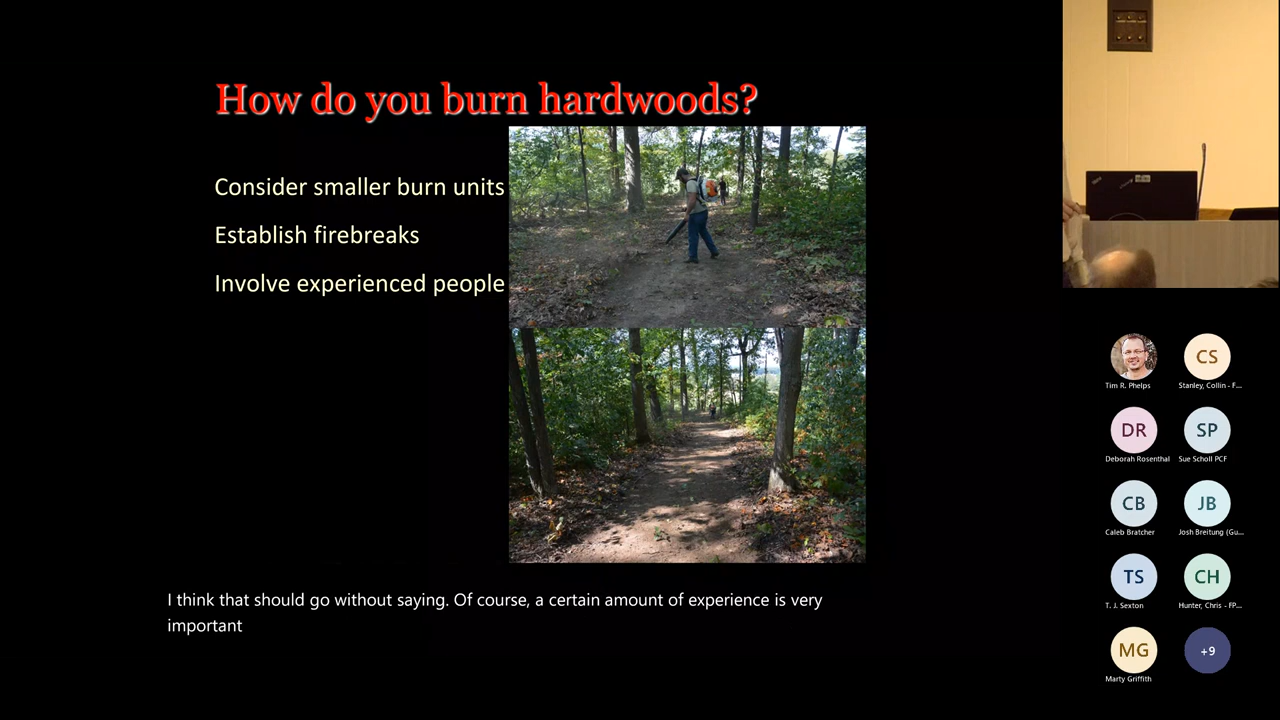 How do you burn hardwoods?
Consider smaller burn units
Establish firebreaks
Involve experienced people
I think that should go without saying. Of course, a certain amount of experience is very
important
Tim R. Phelps
CS
Stanley, Collin - F...
DR
Deborah Rosenthal
SP
Sue Scholl PCF
CB
Caleb Bratcher
JB
Josh Breitung (Gu...
TS
T. J. Sexton
CH
Hunter, Chris - FP...
MG
Marty Griffith
+9